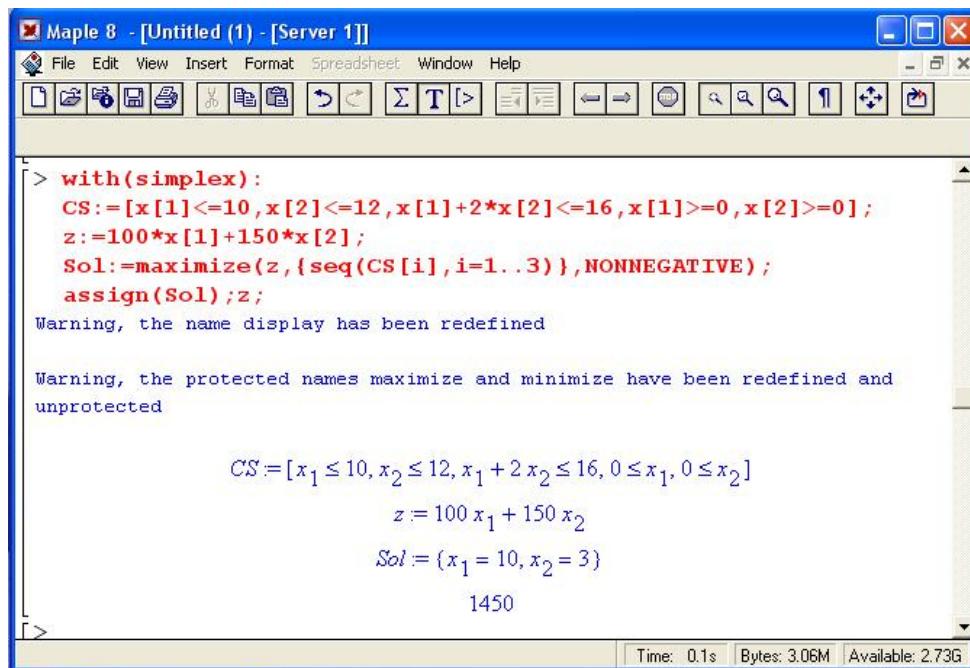 Maple 8 - [Untitled (1) - [Server 1]]
File Edit View Insert Format Spreadsheet Window Help
Σ T [> STOP ¶
[> with(simplex):
CS:=[x[1]<=10,x[2]<=12,x[1]+2*x[2]<=16,x[1]>=0,x[2]>=0];
z:=100*x[1]+150*x[2];
Sol:=maximize(z,{seq(CS[i],i=1..3)},NONNEGATIVE);
assign(Sol);z;
Warning, the name display has been redefined
Warning, the protected names maximize and minimize have been redefined and
unprotected
CS := [x₁ ≤ 10, x₂ ≤ 12, x₁ + 2 x₂ ≤ 16, 0 ≤ x₁, 0 ≤ x₂]
z := 100 x₁ + 150 x₂
Sol := {x₁ = 10, x₂ = 3}
1450
[>
Time: 0.1s Bytes: 3.06M Available: 2.73G